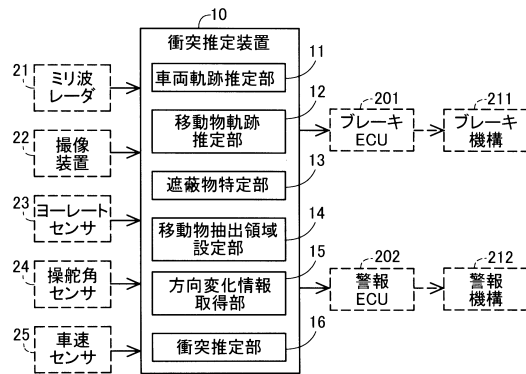 10
衝突推定装置
11
車両軌跡推定部
12
移動物軌跡
推定部
13
遮蔽物特定部
14
移動物抽出領域
設定部
15
方向変化情報
取得部
16
衝突推定部
21
ミリ波
レーダ
22
撮像
装置
23
ヨーレート
センサ
24
操舵角
センサ
25
車速
センサ
201
ブレーキ
ECU
211
ブレーキ
機構
202
警報
ECU
212
警報
機構